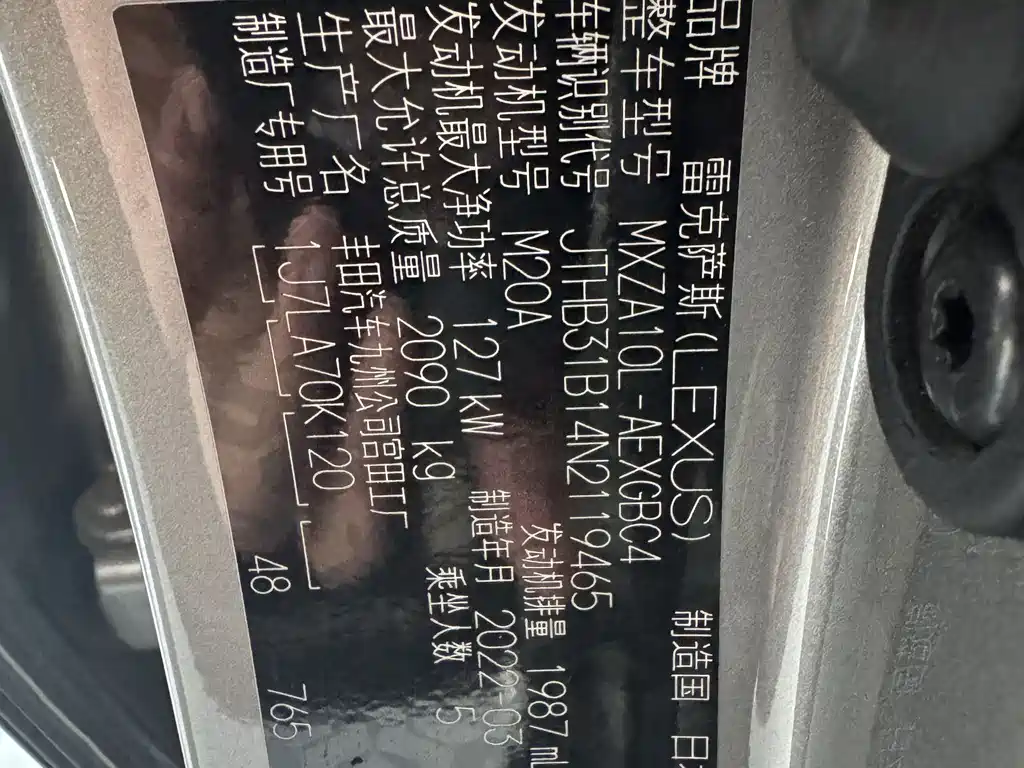 品牌 雷克萨斯(LEXUS) 制造国 日
整车型号 MXZA10L-AEXGBC4
车辆识别代号 JTHB31B14N2119465
发动机型号 M20A 发动机排量 1987 mL
发动机最大净功率 127 kW 制造年月 2022-03
最大允许总质量 2090 kg 乘坐人数 5
生产厂名 丰田汽车九州公司宫田工厂
制造厂专用号 1J7LA70K120 48 765